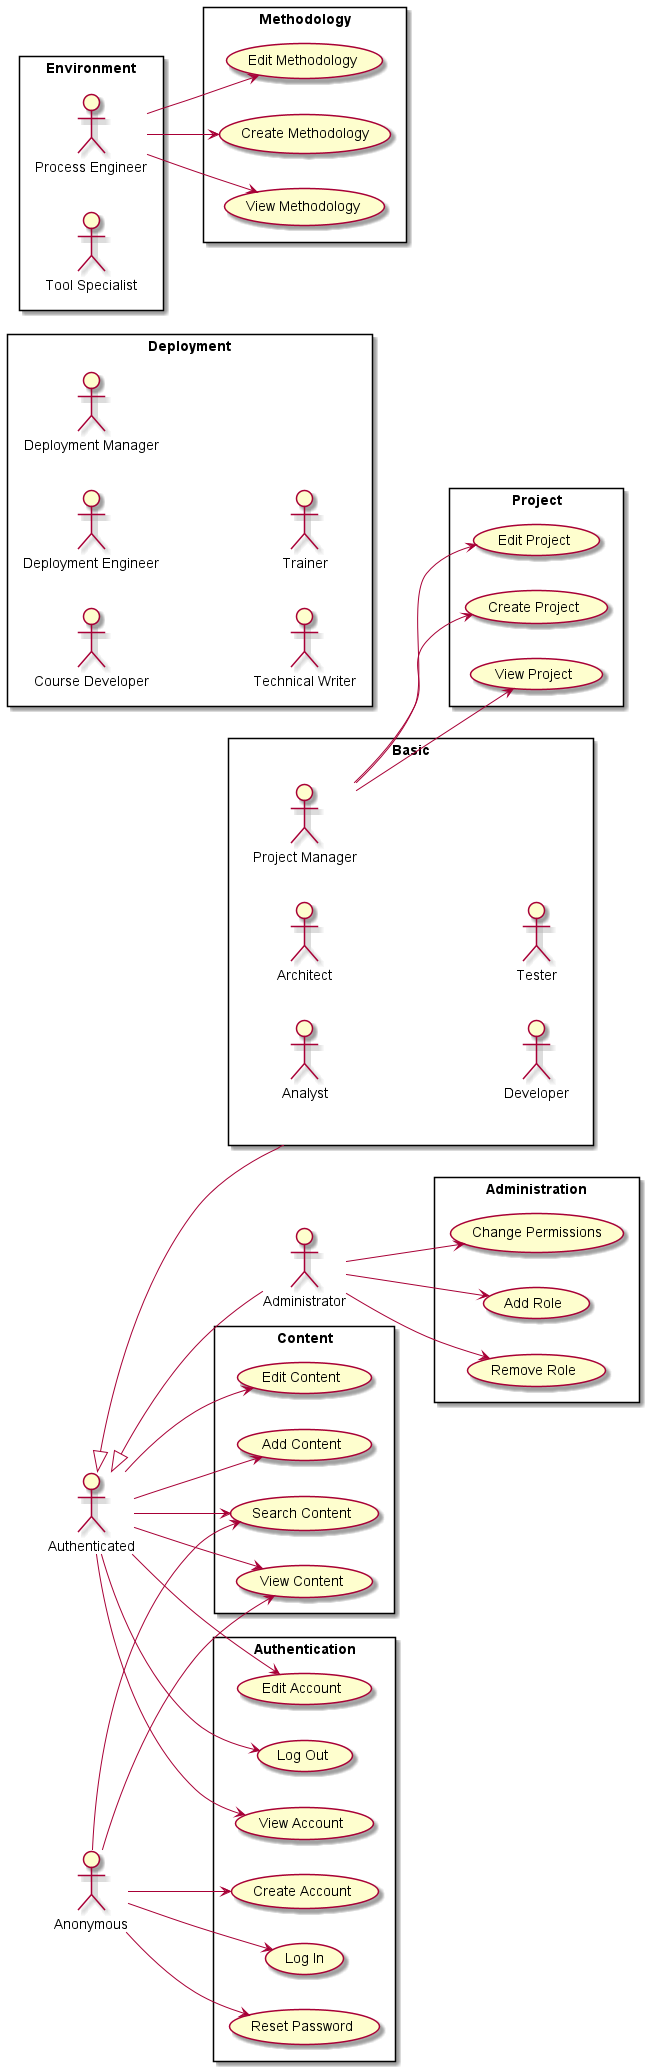 Methodology
Edit Methodology
Create Methodology
View Methodology
Environment
Process Engineer
Tool Specialist
Deployment
Deployment Manager
Deployment Engineer
Trainer
Course Developer
Technical Writer
Project
Edit Project
Create Project
View Project
Basic
Project Manager
Architect
Tester
Analyst
Developer
Administration
Change Permissions
Add Role
Remove Role
Administrator
Content
Edit Content
Add Content
Search Content
View Content
Authenticated
Authentication
Edit Account
Log Out
View Account
Create Account
Log In
Reset Password
Anonymous